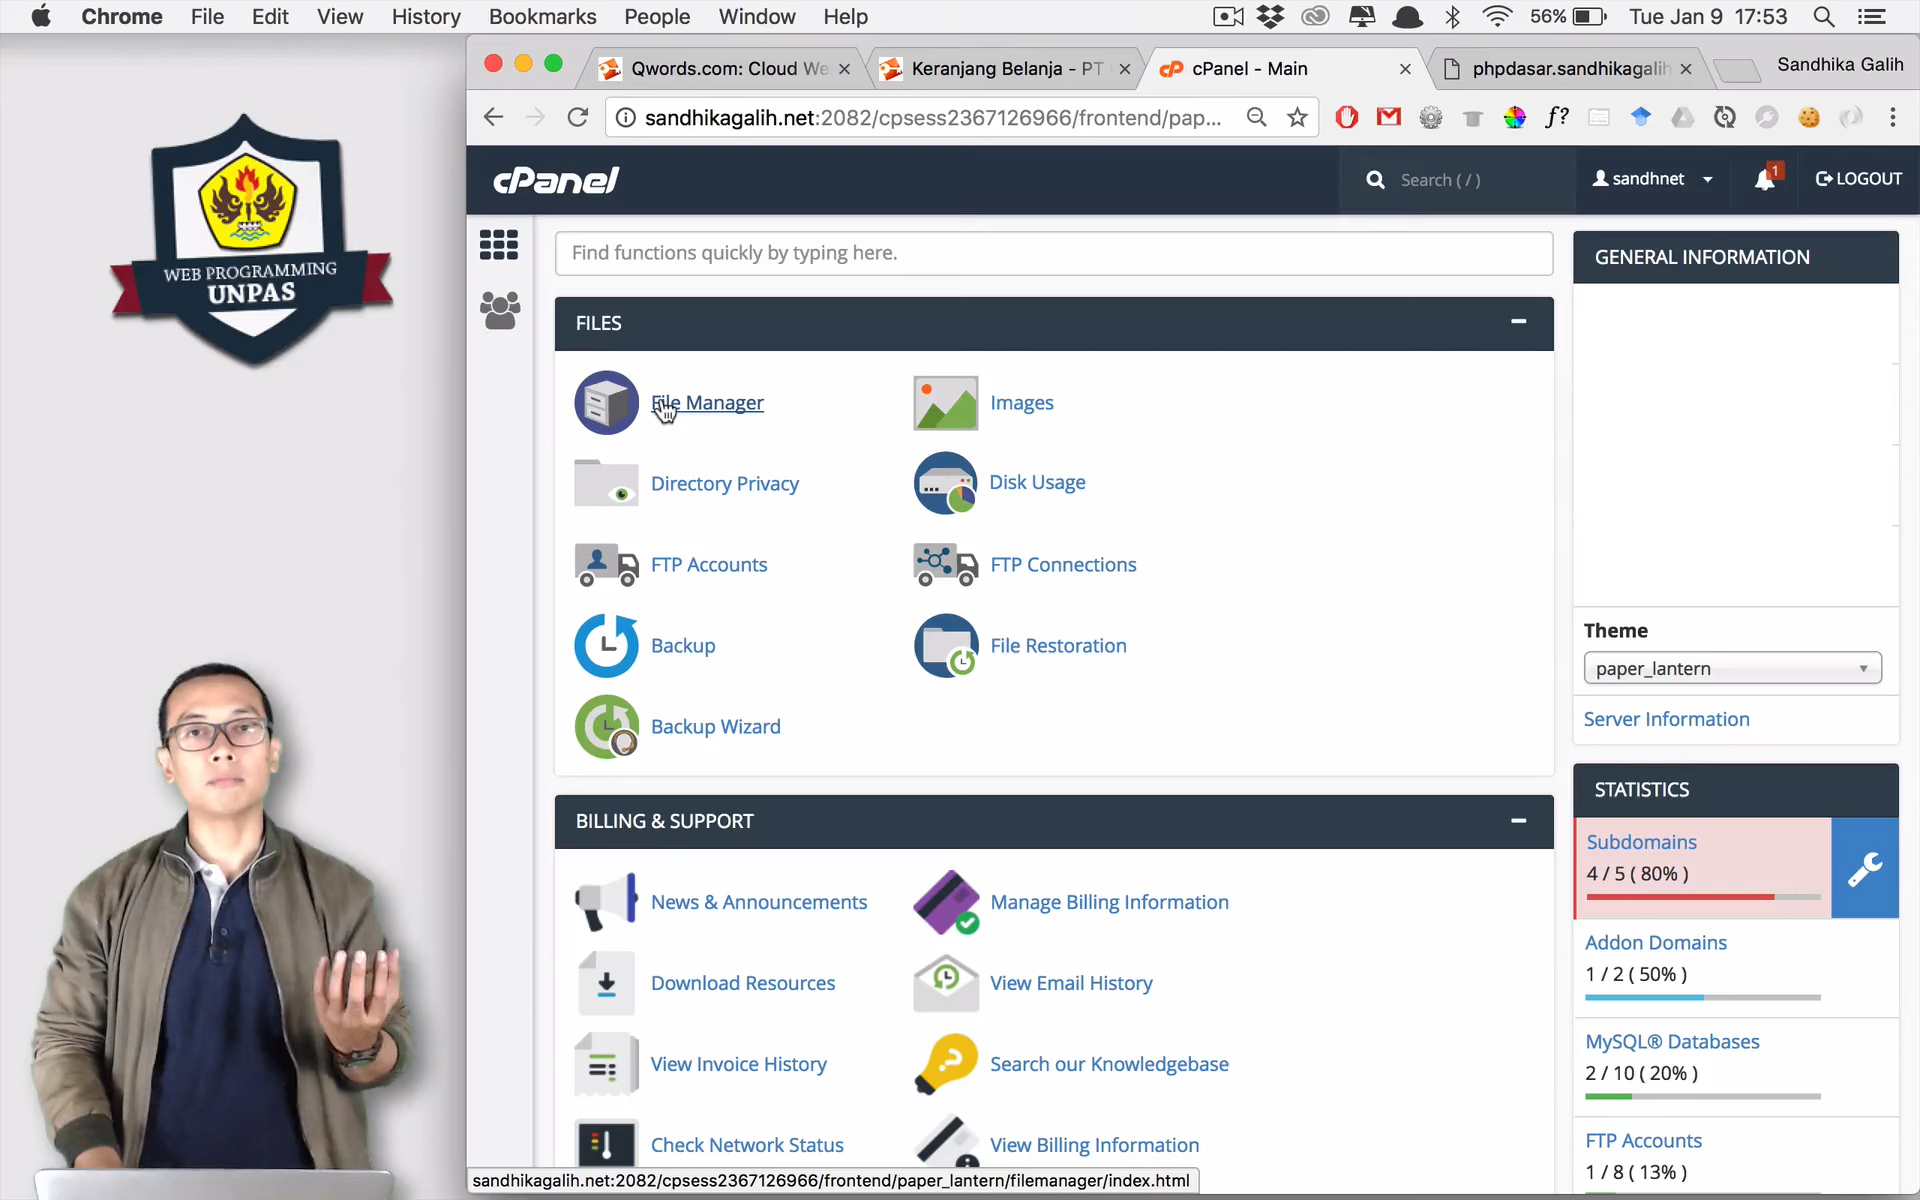 Chrome File Edit View History Bookmarks People Window Help 56% Tue Jan 9 17:53
Qwords.com: Cloud We
Keranjang Belanja - PT
cPanel - Main
phpdasar.sandhikagalih
Sandhika Galih
sandhikagalih.net:2082/cpsess2367126966/frontend/pap...
f?
cPanel
Search ( / )
sandhnet
1
LOGOUT
WEB PROGRAMMING
UNPAS
Find functions quickly by typing here.
FILES
File Manager
Images
Directory Privacy
Disk Usage
FTP Accounts
FTP Connections
Backup
File Restoration
Backup Wizard
BILLING & SUPPORT
News & Announcements
Manage Billing Information
Download Resources
View Email History
View Invoice History
Search our Knowledgebase
Check Network Status
View Billing Information
GENERAL INFORMATION
Theme
paper_lantern
Server Information
STATISTICS
Subdomains
4 / 5 ( 80% )
Addon Domains
1 / 2 ( 50% )
MySQL® Databases
2 / 10 ( 20% )
FTP Accounts
1 / 8 ( 13% )
sandhikagalih.net:2082/cpsess2367126966/frontend/paper_lantern/filemanager/index.html